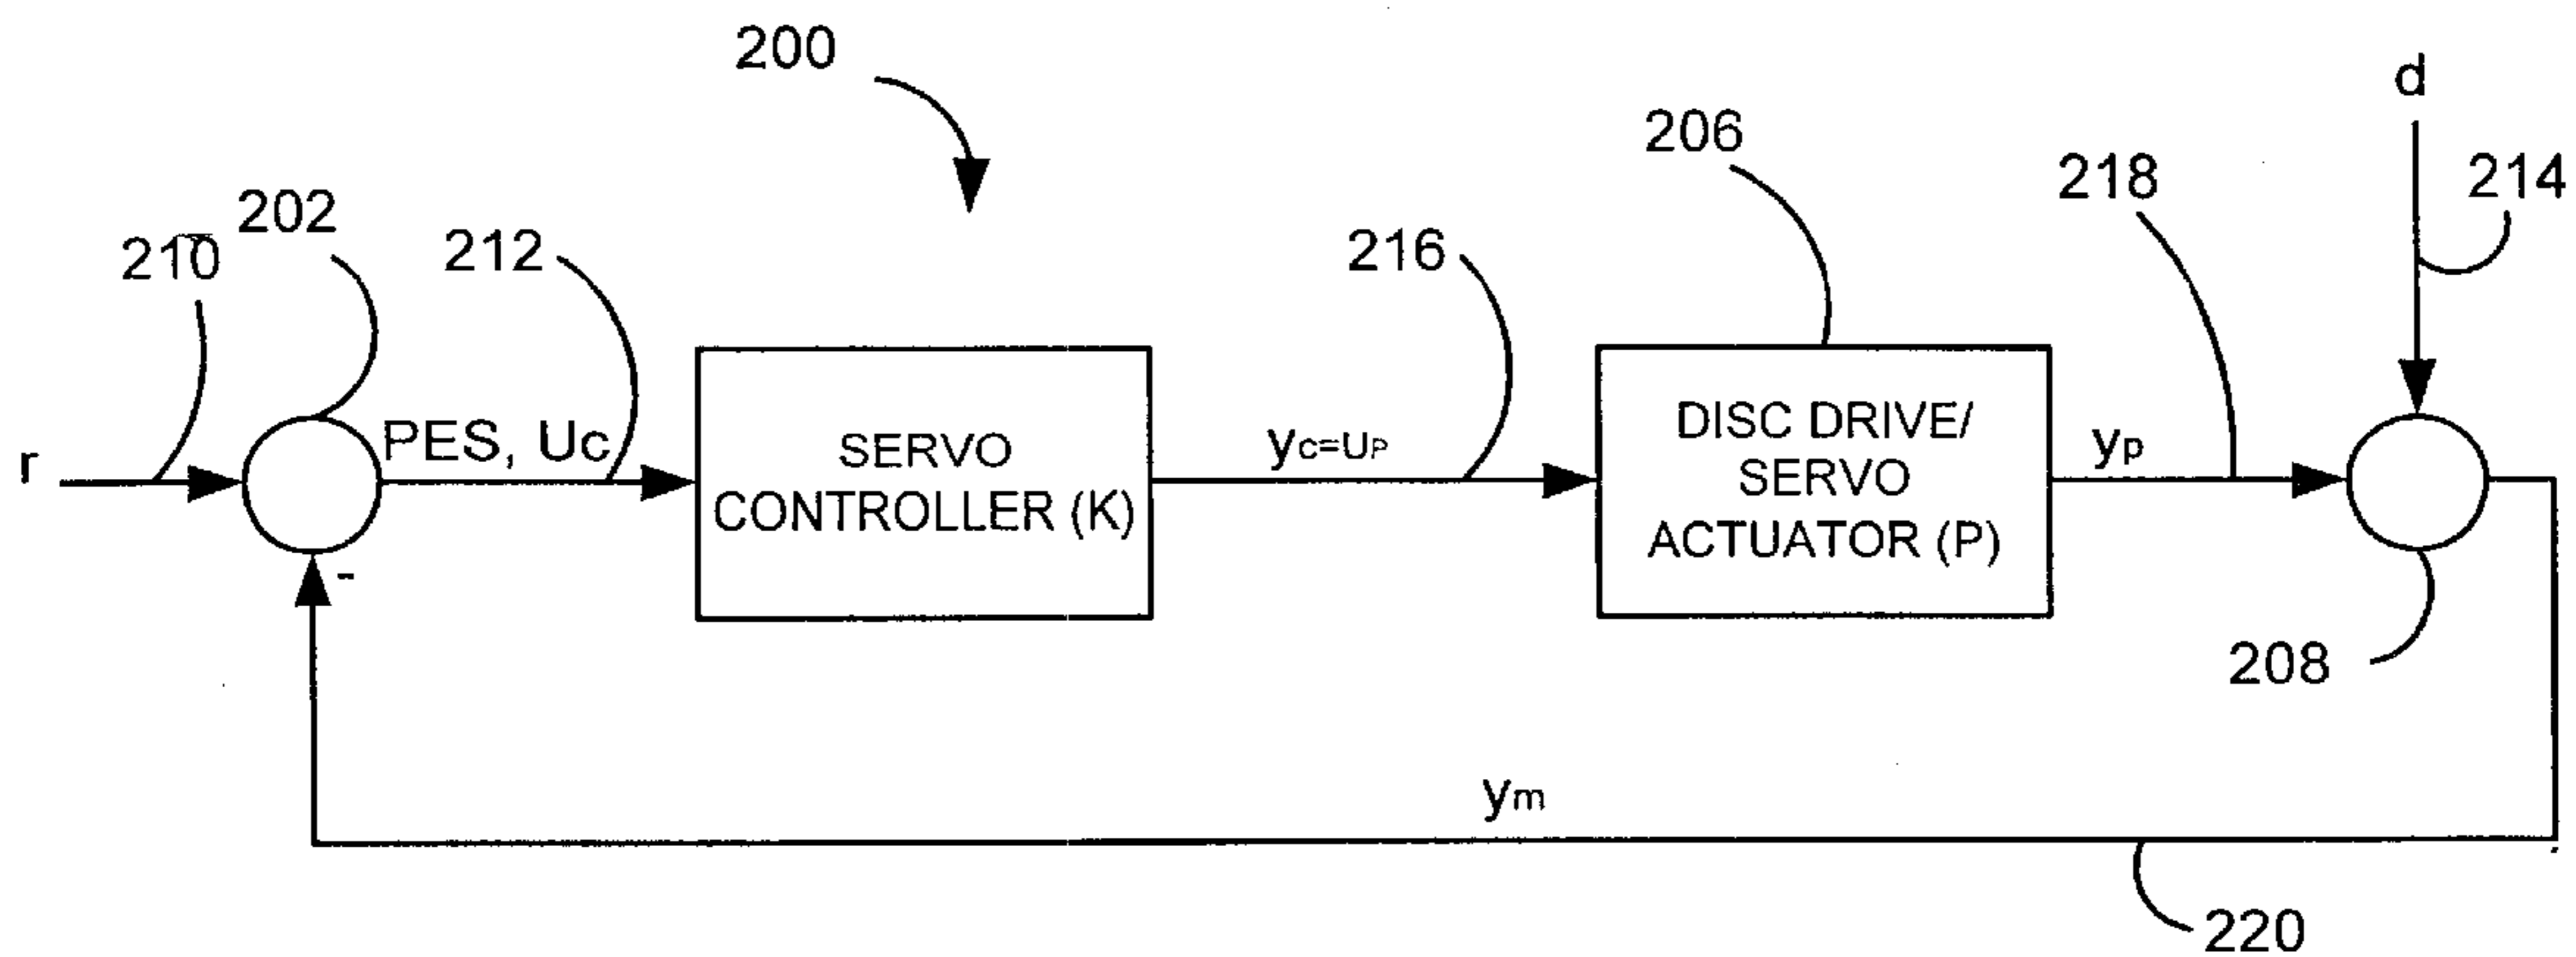 200
d
206
218
214
202
210
212
216
r
PES, Uc
SERVO
CONTROLLER (K)
yc=UP
DISC DRIVE/
SERVO
ACTUATOR (P)
yp
-
208
ym
220